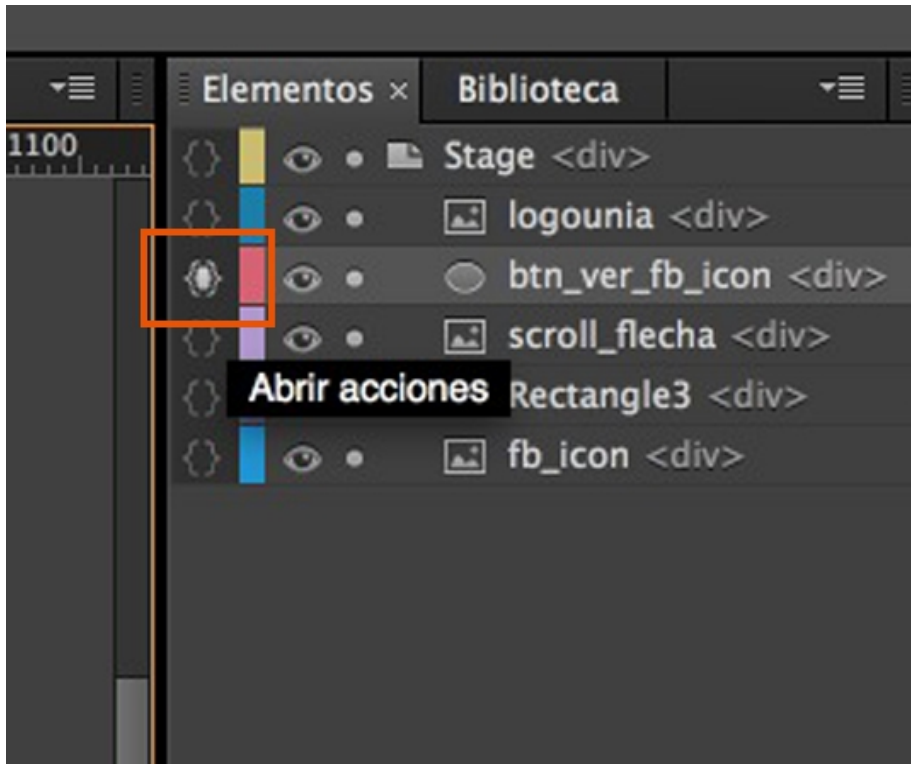 Elementos × Biblioteca
1100
{} Stage <div>
{} logounia <div>
{} btn_ver_fb_icon <div>
{} scroll_flecha <div>
Abrir acciones
{} Rectangle3 <div>
{} fb_icon <div>